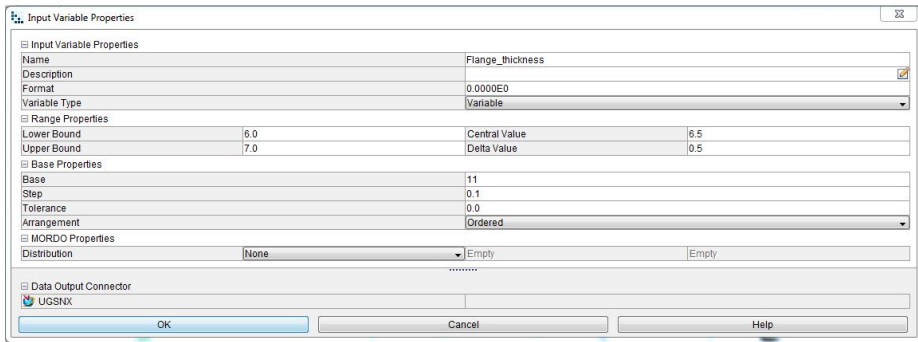 Input Variable Properties
Input Variable Properties
Name Flange_thickness
Description
Format 0.0000E0
Variable Type Variable
Range Properties
Lower Bound 6.0 Central Value 6.5
Upper Bound 7.0 Delta Value 0.5
Base Properties
Base 11
Step 0.1
Tolerance 0.0
Arrangement Ordered
MORDO Properties
Distribution None Empty Empty
Data Output Connector
UGSNX
OK Cancel Help